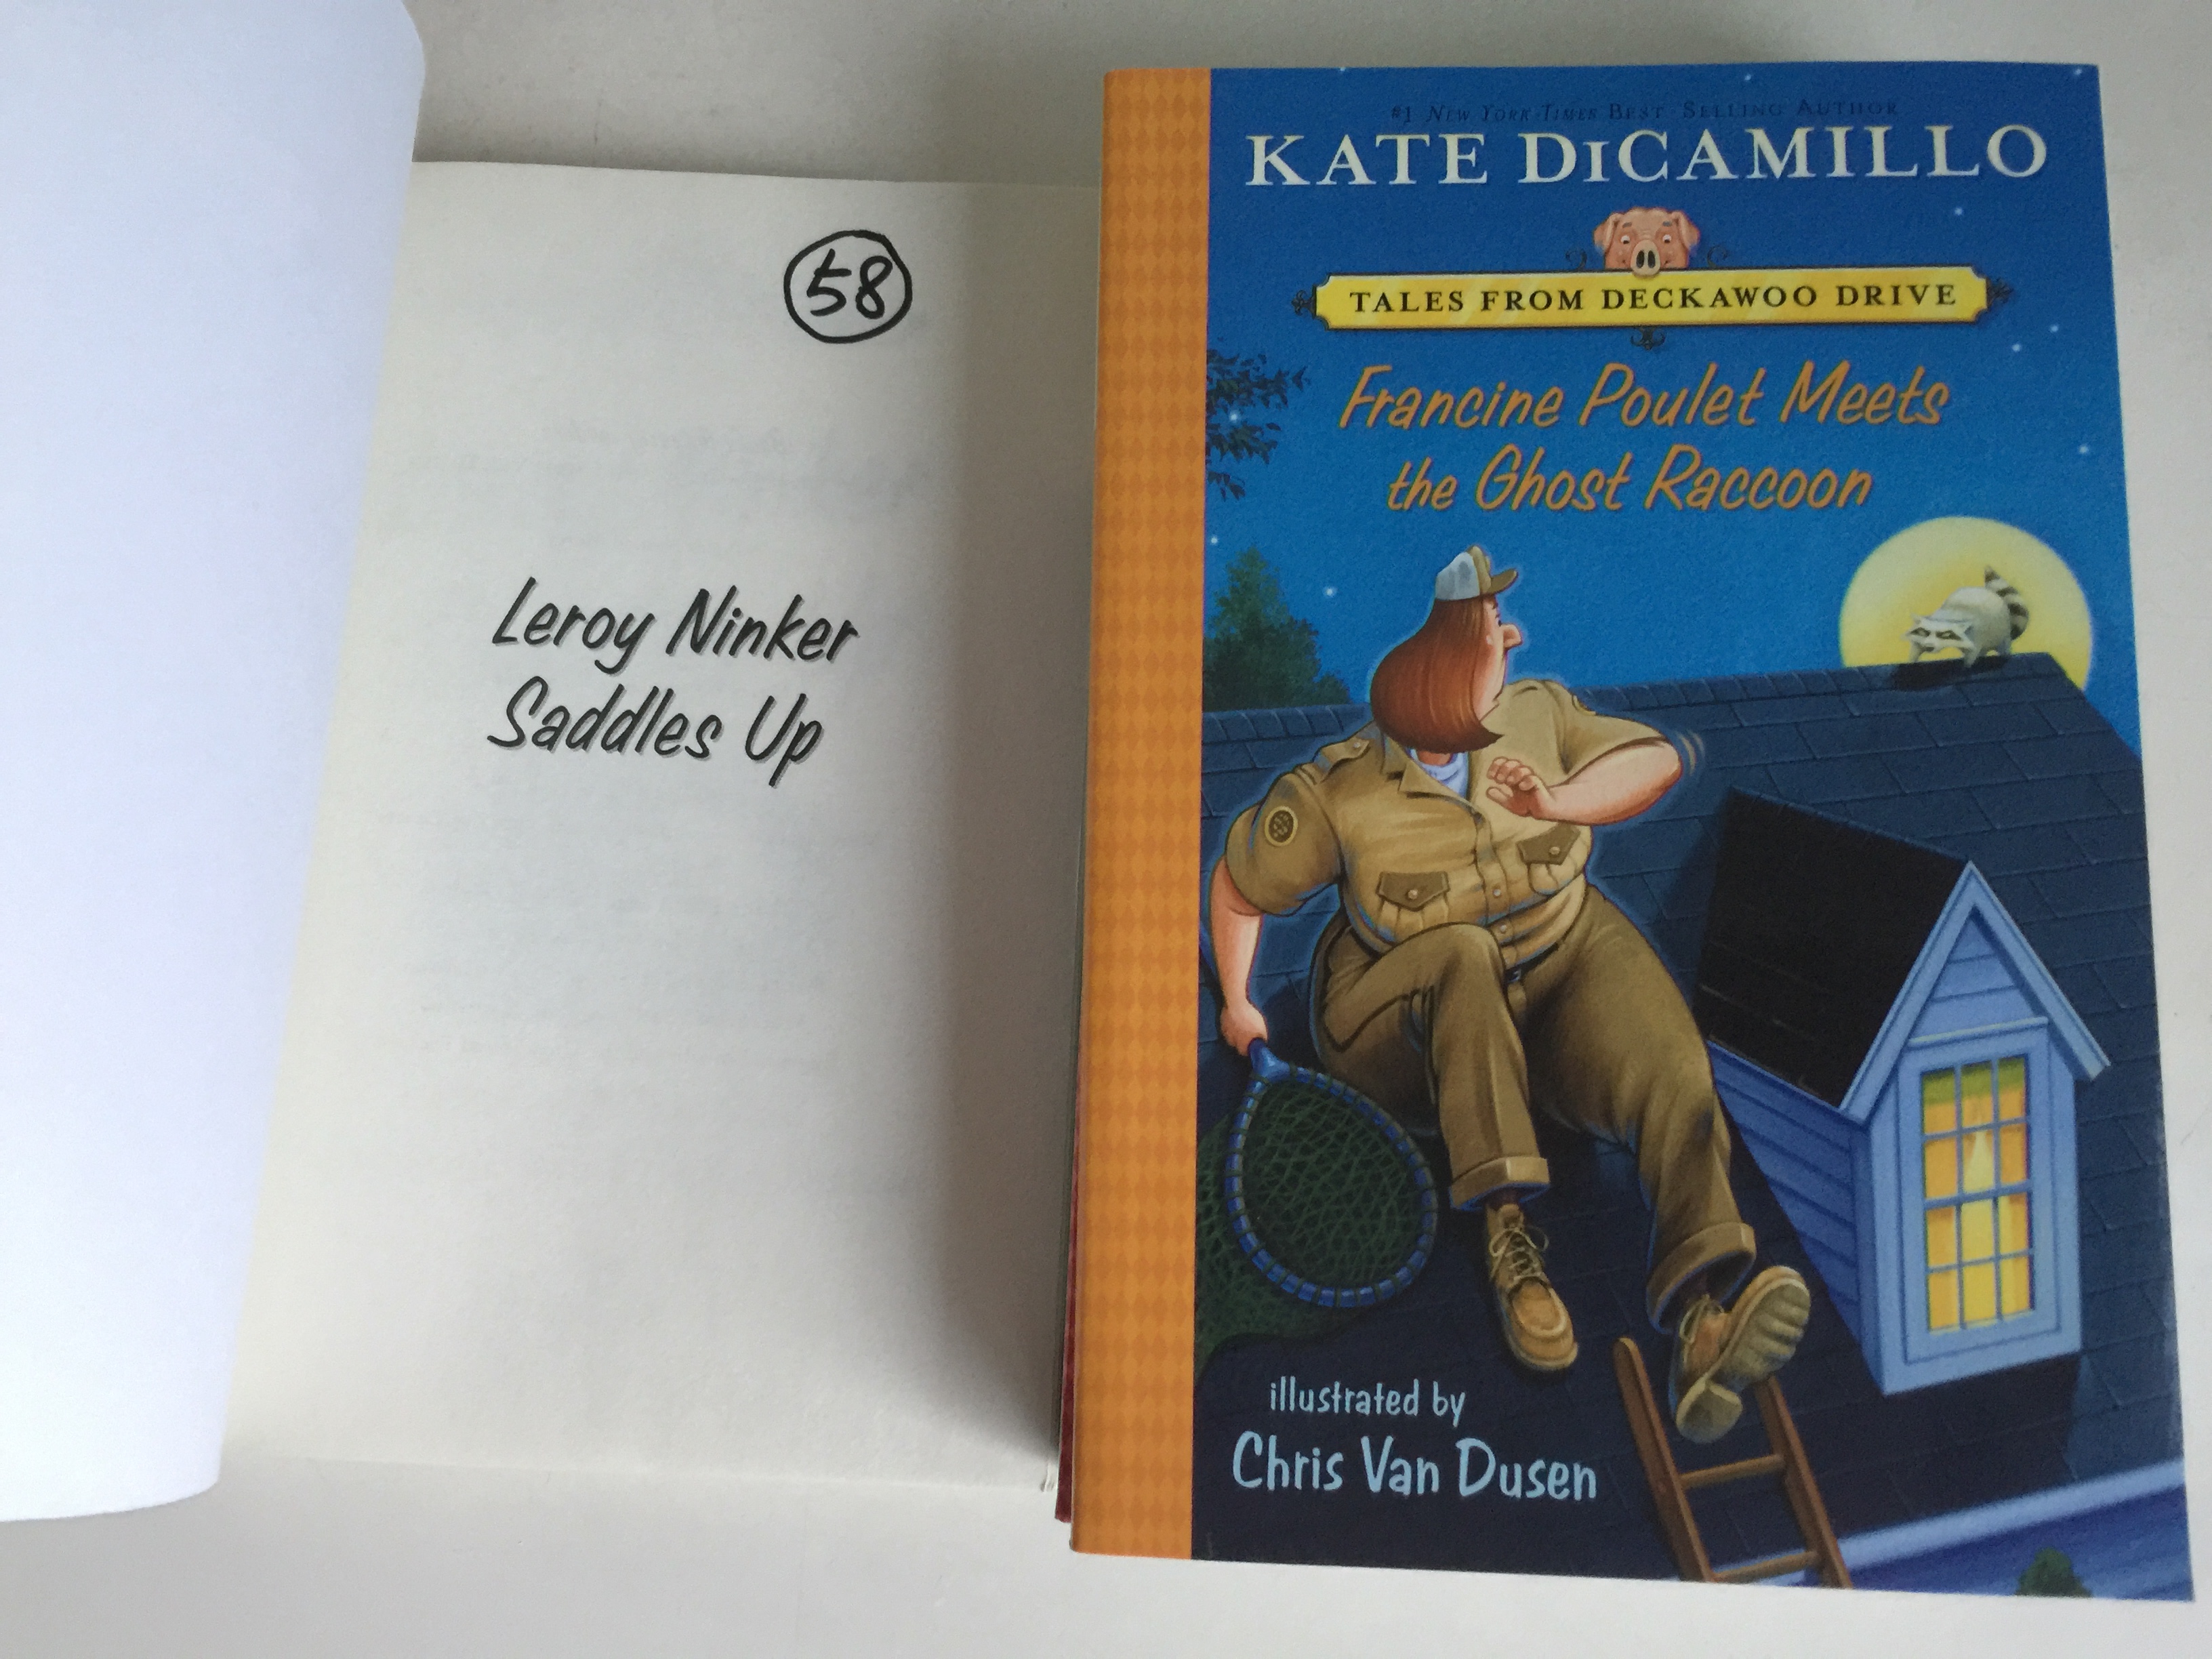 58
Leroy Ninker
Saddles Up
#1 NEW YORK TIMES BEST-SELLING AUTHOR
KATE DICAMILLO
TALES FROM DECKAWOO DRIVE
Francine Poulet Meets
the Ghost Raccoon
illustrated by
Chris Van Dusen